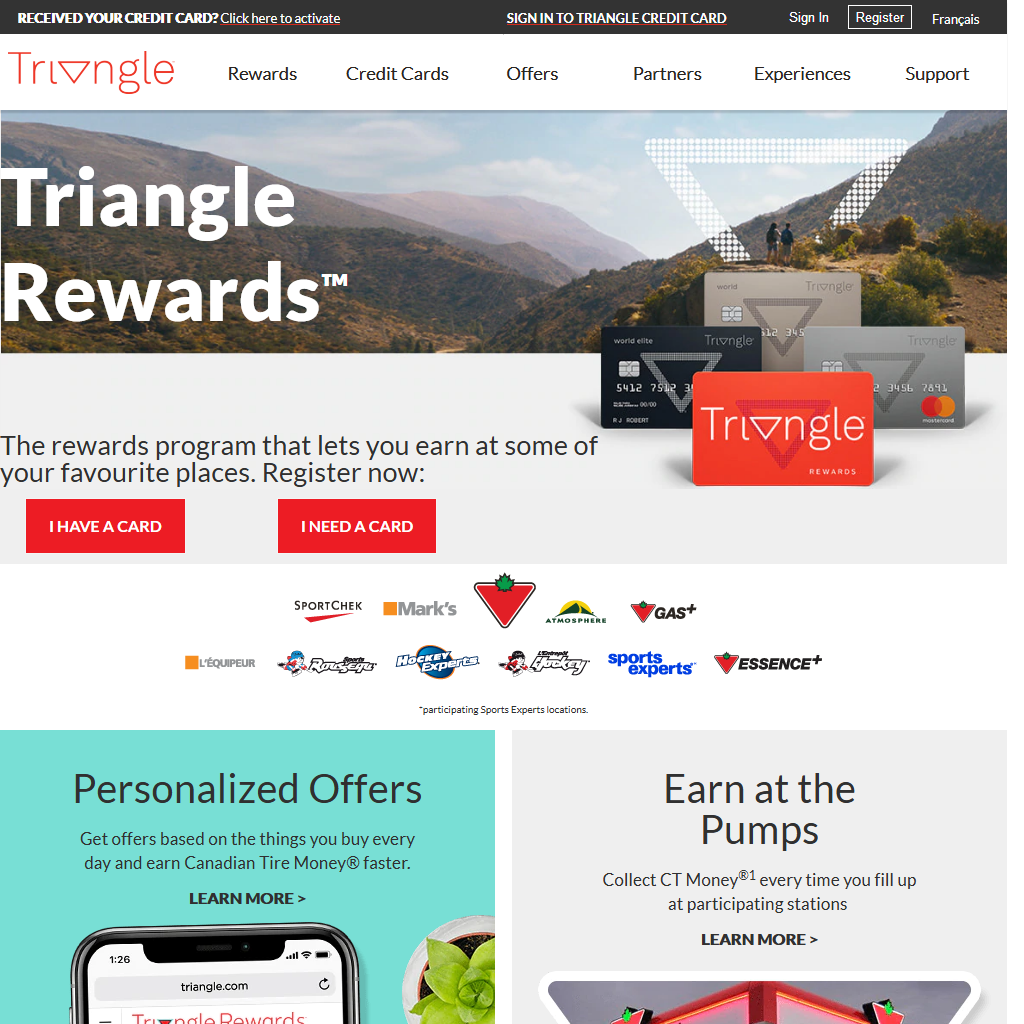 RECEIVED YOUR CREDIT CARD? Click here to activate
SIGN IN TO TRIANGLE CREDIT CARD
Sign In
Register
Français
Triangle
Rewards
Credit Cards
Offers
Partners
Experiences
Support
Triangle
Rewards™
world
Triangle
world elite
Triangle
Triangle
5412 7512 3
2 3456 7891
R J ROBERT
mastercard
Triangle
REWARDS
The rewards program that lets you earn at some of
your favourite places. Register now:
I HAVE A CARD
I NEED A CARD
SPORTCHEK
Mark's
ATMOSPHERE
GAS+
L'ÉQUIPEUR
Sports Rousseau
HOCKEY Experts
L'Entrepôt du Hockey
sports experts
ESSENCE+
*participating Sports Experts locations.
Personalized Offers
Get offers based on the things you buy every
day and earn Canadian Tire Money® faster.
LEARN MORE >
1:26
triangle.com
Triangle Rewards
Earn at the
Pumps
Collect CT Money®1 every time you fill up
at participating stations
LEARN MORE >